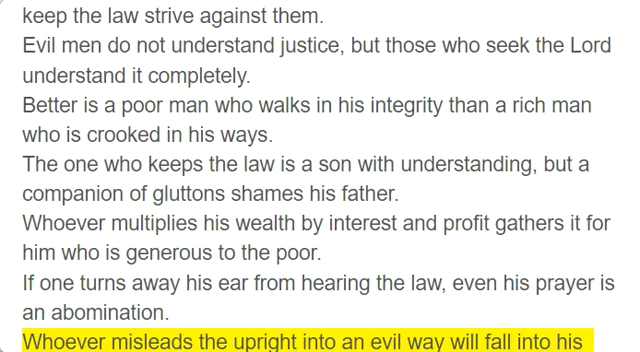 keep the law strive against them.
Evil men do not understand justice, but those who seek the Lord
understand it completely.
Better is a poor man who walks in his integrity than a rich man
who is crooked in his ways.
The one who keeps the law is a son with understanding, but a
companion of gluttons shames his father.
Whoever multiplies his wealth by interest and profit gathers it for
him who is generous to the poor.
If one turns away his ear from hearing the law, even his prayer is
an abomination.
Whoever misleads the upright into an evil way will fall into his